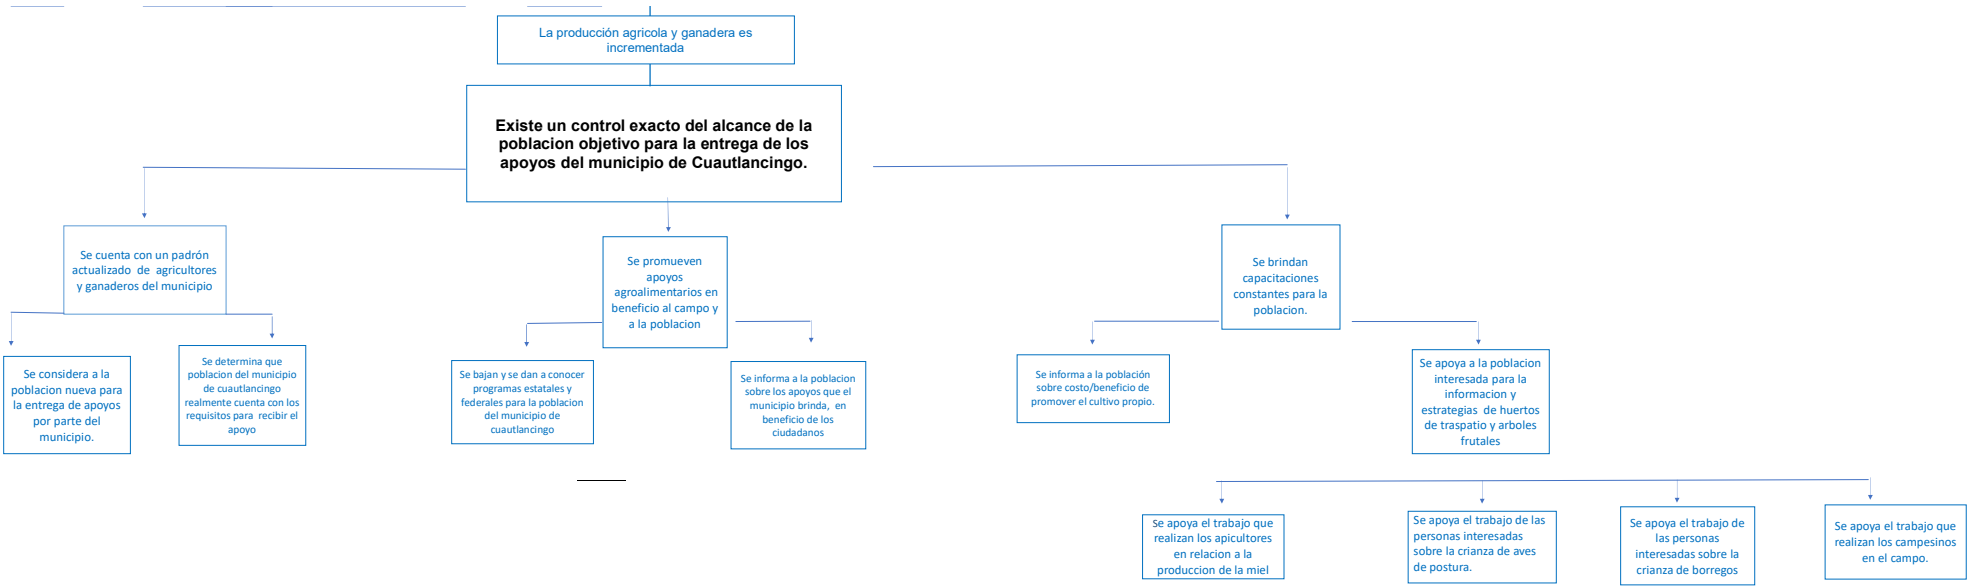 La producción agricola y ganadera es
incrementada
Existe un control exacto del alcance de la
poblacion objetivo para la entrega de los
apoyos del municipio de Cuautlancingo.
Se cuenta con un padrón
actualizado de agricultores
y ganaderos del municipio
Se promueven
apoyos
agroalimentarios en
beneficio al campo y
a la poblacion
Se brindan
capacitaciones
constantes para la
poblacion.
Se considera a la
poblacion nueva para
la entrega de apoyos
por parte del
municipio.
Se determina que
poblacion del municipio
de cuautlancingo
realmente cuenta con los
requisitos para recibir el
apoyo
Se bajan y se dan a conocer
programas estatales y
federales para la poblacion
del municipio de
cuautlancingo
Se informa a la poblacion
sobre los apoyos que el
municipio brinda, en
beneficio de los
ciudadanos
Se informa a la población
sobre costo/beneficio de
promover el cultivo propio.
Se apoya a la poblacion
interesada para la
informacion y
estrategias de huertos
de traspatio y arboles
frutales
Se apoya el trabajo que
realizan los apicultores
en relacion a la
produccion de la miel
Se apoya el trabajo de las
personas interesadas
sobre la crianza de aves
de postura.
Se apoya el trabajo de
las personas
interesadas sobre la
crianza de borregos
Se apoya el trabajo que
realizan los campesinos
en el campo.